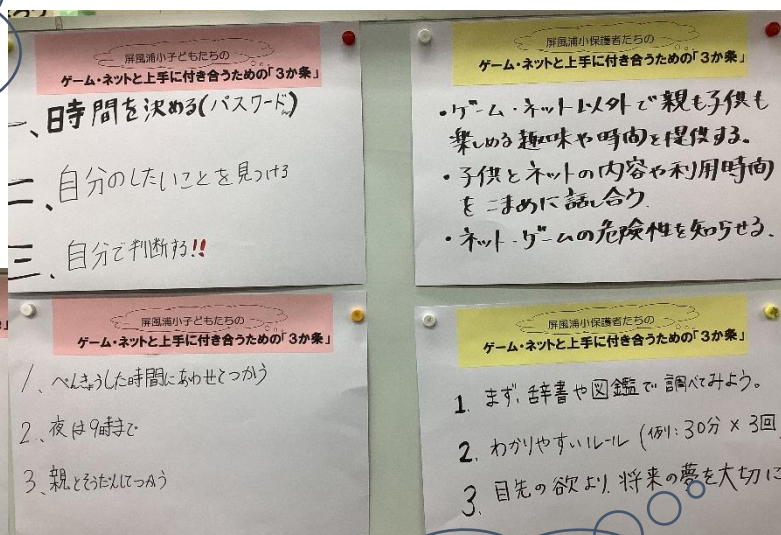 屏風浦小子どもたちの
ゲーム・ネットと上手に付き合うための「3か条」
一、日時間を決める(パスワード)
二、自分のしたいことを見つける
三、自分で判断する!!
屏風浦小保護者たちの
ゲーム・ネットと上手に付き合うための「3か条」
・ゲーム・ネット以外で親も子供も
楽しめる趣味や時間を提供する。
・子供とネットの内容や利用時間
をこまめに話し合う。
・ネット・ゲームの危険性を知らせる。
屏風浦小子どもたちの
ゲーム・ネットと上手に付き合うための「3か条」
1、べんきょうした時間にあわせてつかう
2、夜は9時まで
3、親とそうだんしてつかう
屏風浦小保護者たちの
ゲーム・ネットと上手に付き合うための「3か条」
1. まず、辞書や図鑑で調べてみよう。
2. わかりやすいルール(例:30分×3回
3. 目先の欲より、将来の夢を大切に